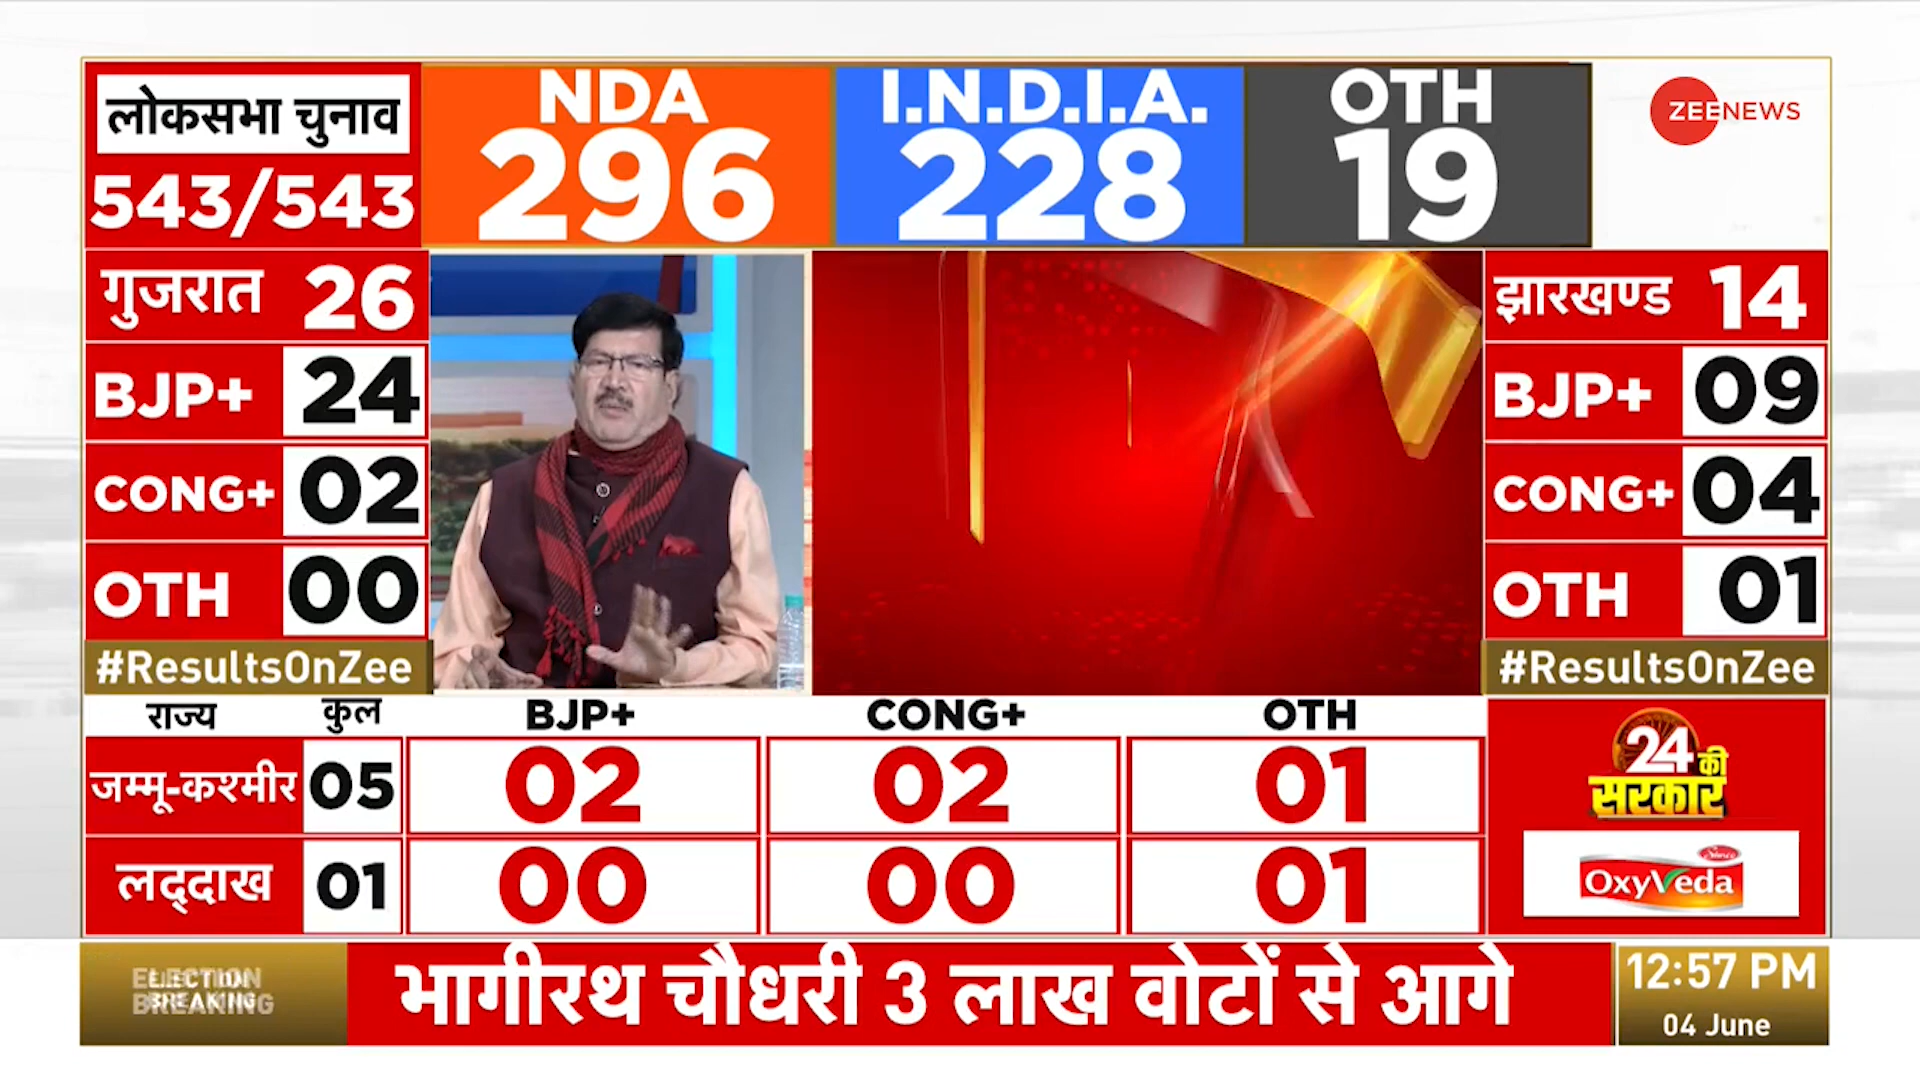 लोकसभा चुनाव
543/543
NDA
296
I.N.D.I.A.
228
OTH
19
ZEENEWS
गुजरात 26
BJP+ 24
CONG+ 02
OTH 00
#ResultsOnZee
झारखण्ड 14
BJP+ 09
CONG+ 04
OTH 01
#ResultsOnZee
राज्य कुल BJP+ CONG+ OTH
जम्मू-कश्मीर 05 02 02 01
लद्दाख 01 00 00 01
24 की
सरकार
OxyVeda
ELECTION
BREAKING
भागीरथ चौधरी 3 लाख वोटों से आगे
12:57 PM
04 June